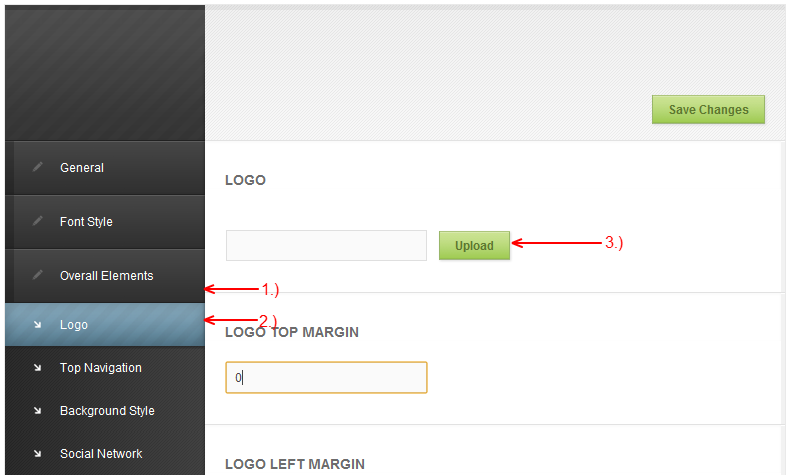 Save Changes
General
Font Style
Overall Elements
Logo
Top Navigation
Background Style
Social Network
LOGO
Upload
3.)
1.)
2.)
LOGO TOP MARGIN
0
LOGO LEFT MARGIN